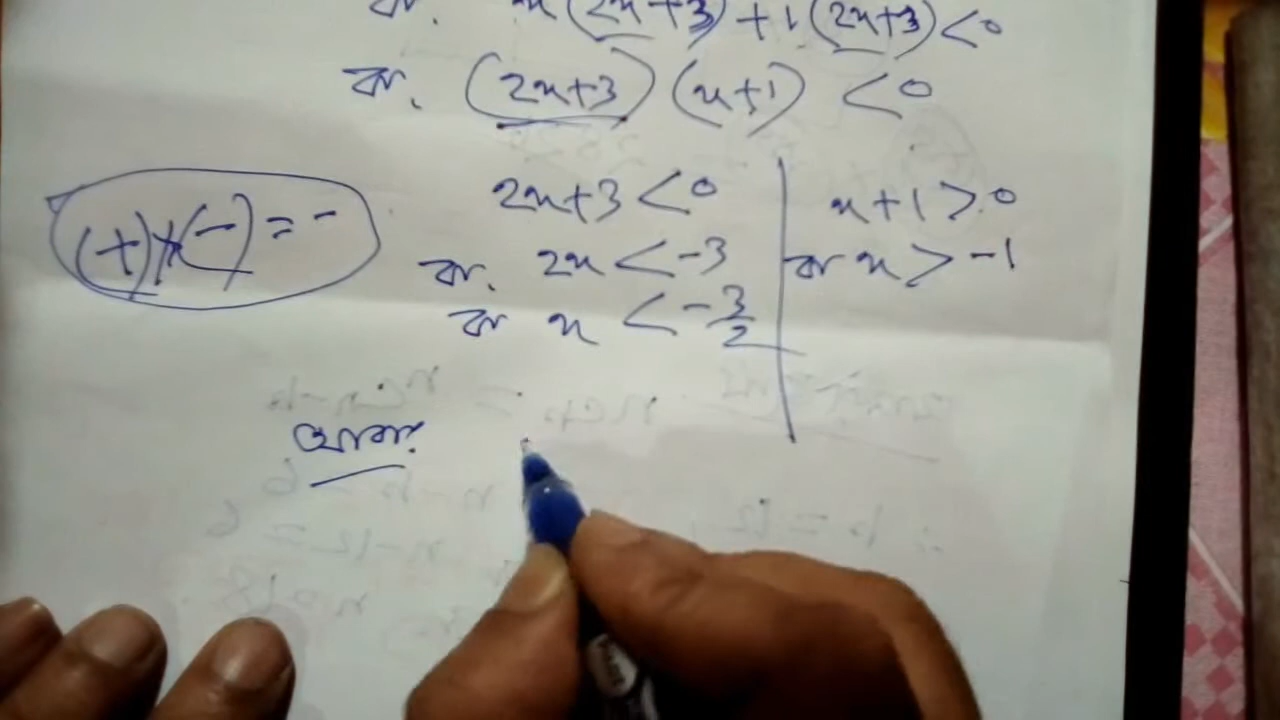 বা. x(2x+3)+1(2x+3)<0
বা. (2x+3)(x+1)<0
(+)×(-)=-
2x+3<0
বা. 2x<-3
বা x<-3/2
x+1>0
বা x>-1
আবার